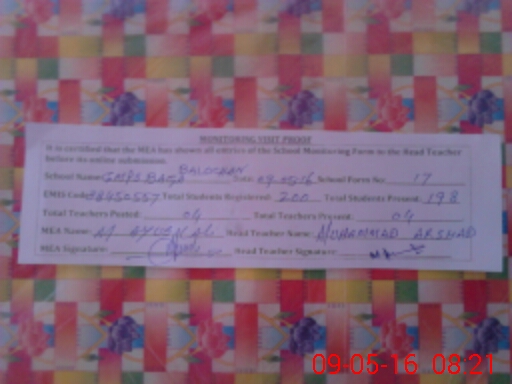 MONITORING VISIT PROOF
It is certified that the MEA has shown all entries of the School Monitoring Form to the Head Teacher
before its online submission.
School Name: BALOCHAN Date 09-05-16 School Form No: 17
EMIS Code: Total Students Registered: 200 Total Students Present: 198
Total Teachers Posted: 04 Total Teachers Present: 04
MEA Name: Head Teacher Name: MUHAMMAD ARSHAD
MEA Signature: Head Teacher Signature:
09-05-16 08:21